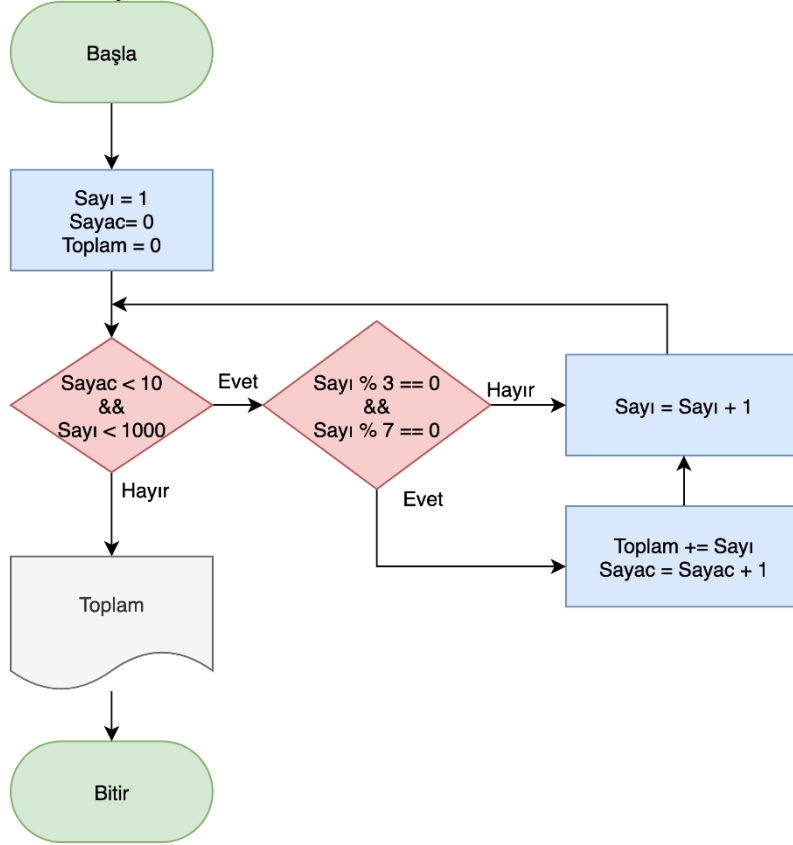 Başla
Sayı = 1
Sayac= 0
Toplam = 0
Sayac < 10
&&
Sayı < 1000
Evet
Sayı % 3 == 0
&&
Sayı % 7 == 0
Hayır
Sayı = Sayı + 1
Hayır
Evet
Toplam += Sayı
Sayac = Sayac + 1
Toplam
Bitir